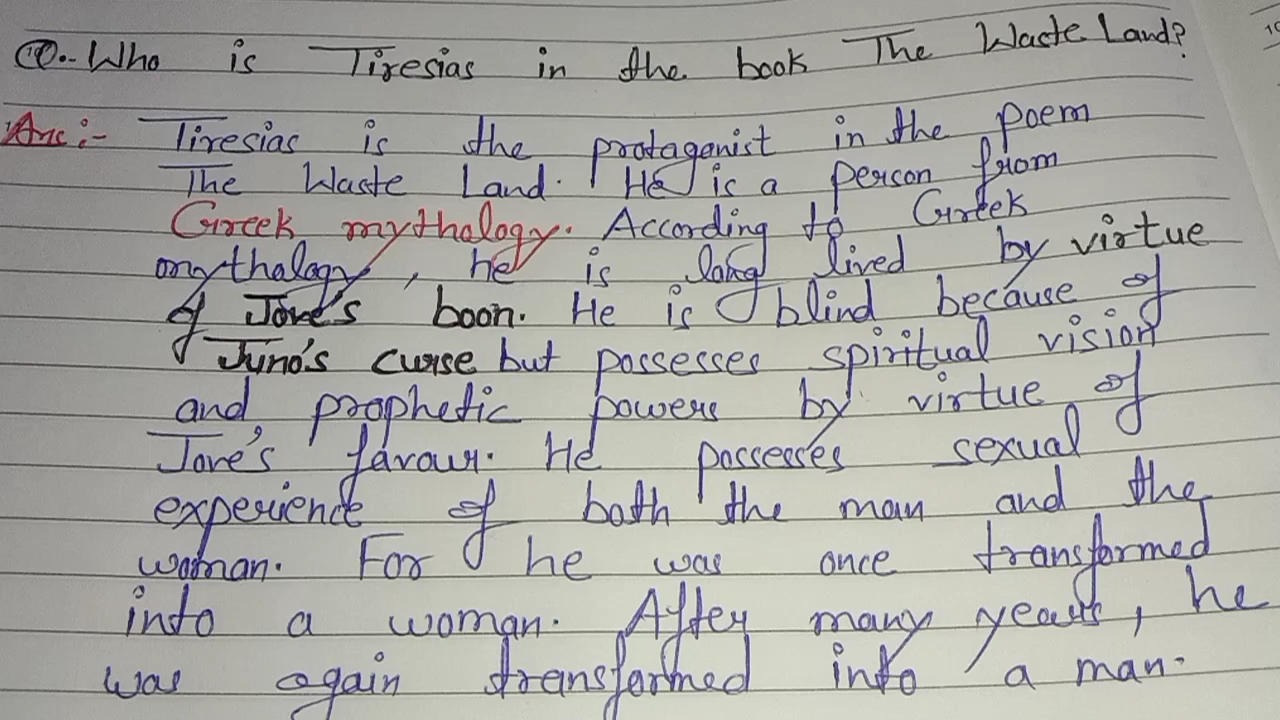 Q.- Who is Tiresias in the book The Waste Land?
Ans:- Tiresias is the protagonist in the poem
The Waste Land. He is a person from
Greek mythology. According to Greek
mythology, he is long lived by virtue
of Jove's boon. He is blind because of
Juno's curse but possesses spiritual vision
and prophetic powers by virtue of
Jove's favour. He possesses sexual
experience of both the man and the
woman. For he was once transformed
into a woman. After many years, he
was again transformed into a man.